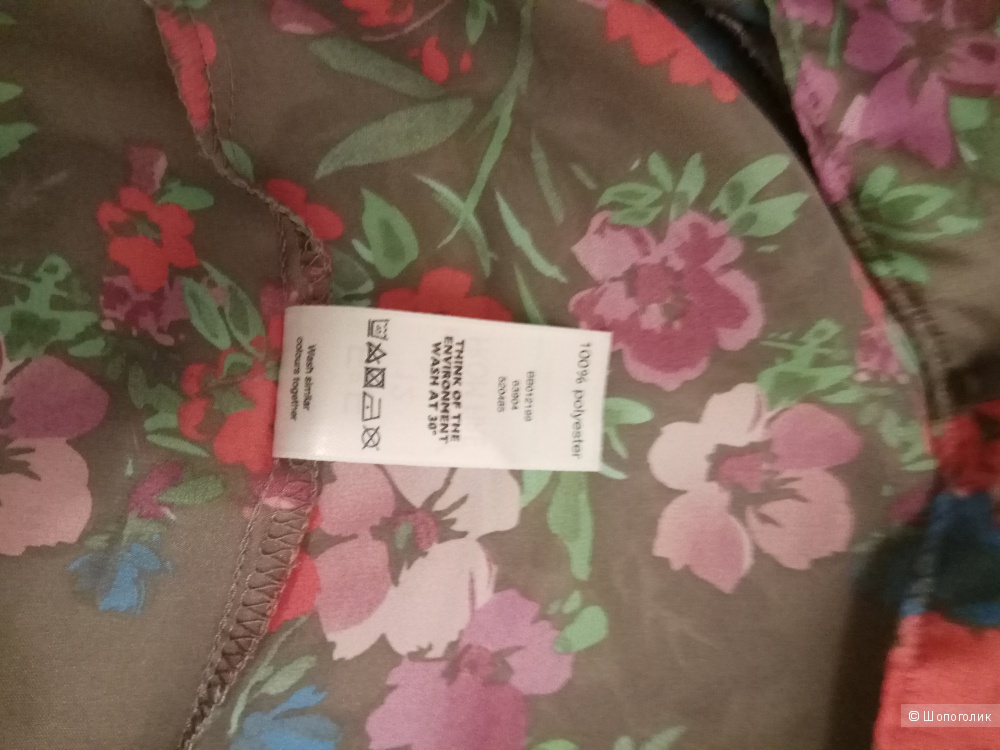 100% polyester
THINK OF THE
ENVIRONMENT
WASH AT 30°
Wash similar
colours together
© Шопоголик